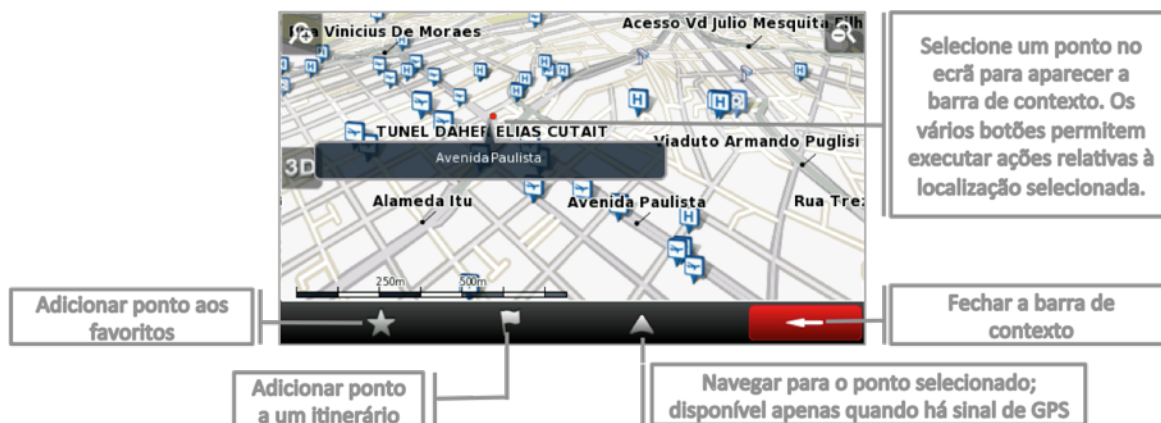 Rua Vinicius De Moraes
Acesso Vd Julio Mesquita Filh
TUNEL DAHER ELIAS CUTAIT
Viaduto Armando Puglisi
Avenida Paulista
3D
Alameda Itu
Avenida Paulista
Rua Trez
250m
500m
Selecione um ponto no
ecrã para aparecer a
barra de contexto. Os
vários botões permitem
executar ações relativas à
localização selecionada.
Adicionar ponto aos
favoritos
Fechar a barra de
contexto
Adicionar ponto
a um itinerário
Navegar para o ponto selecionado;
disponível apenas quando há sinal de GPS